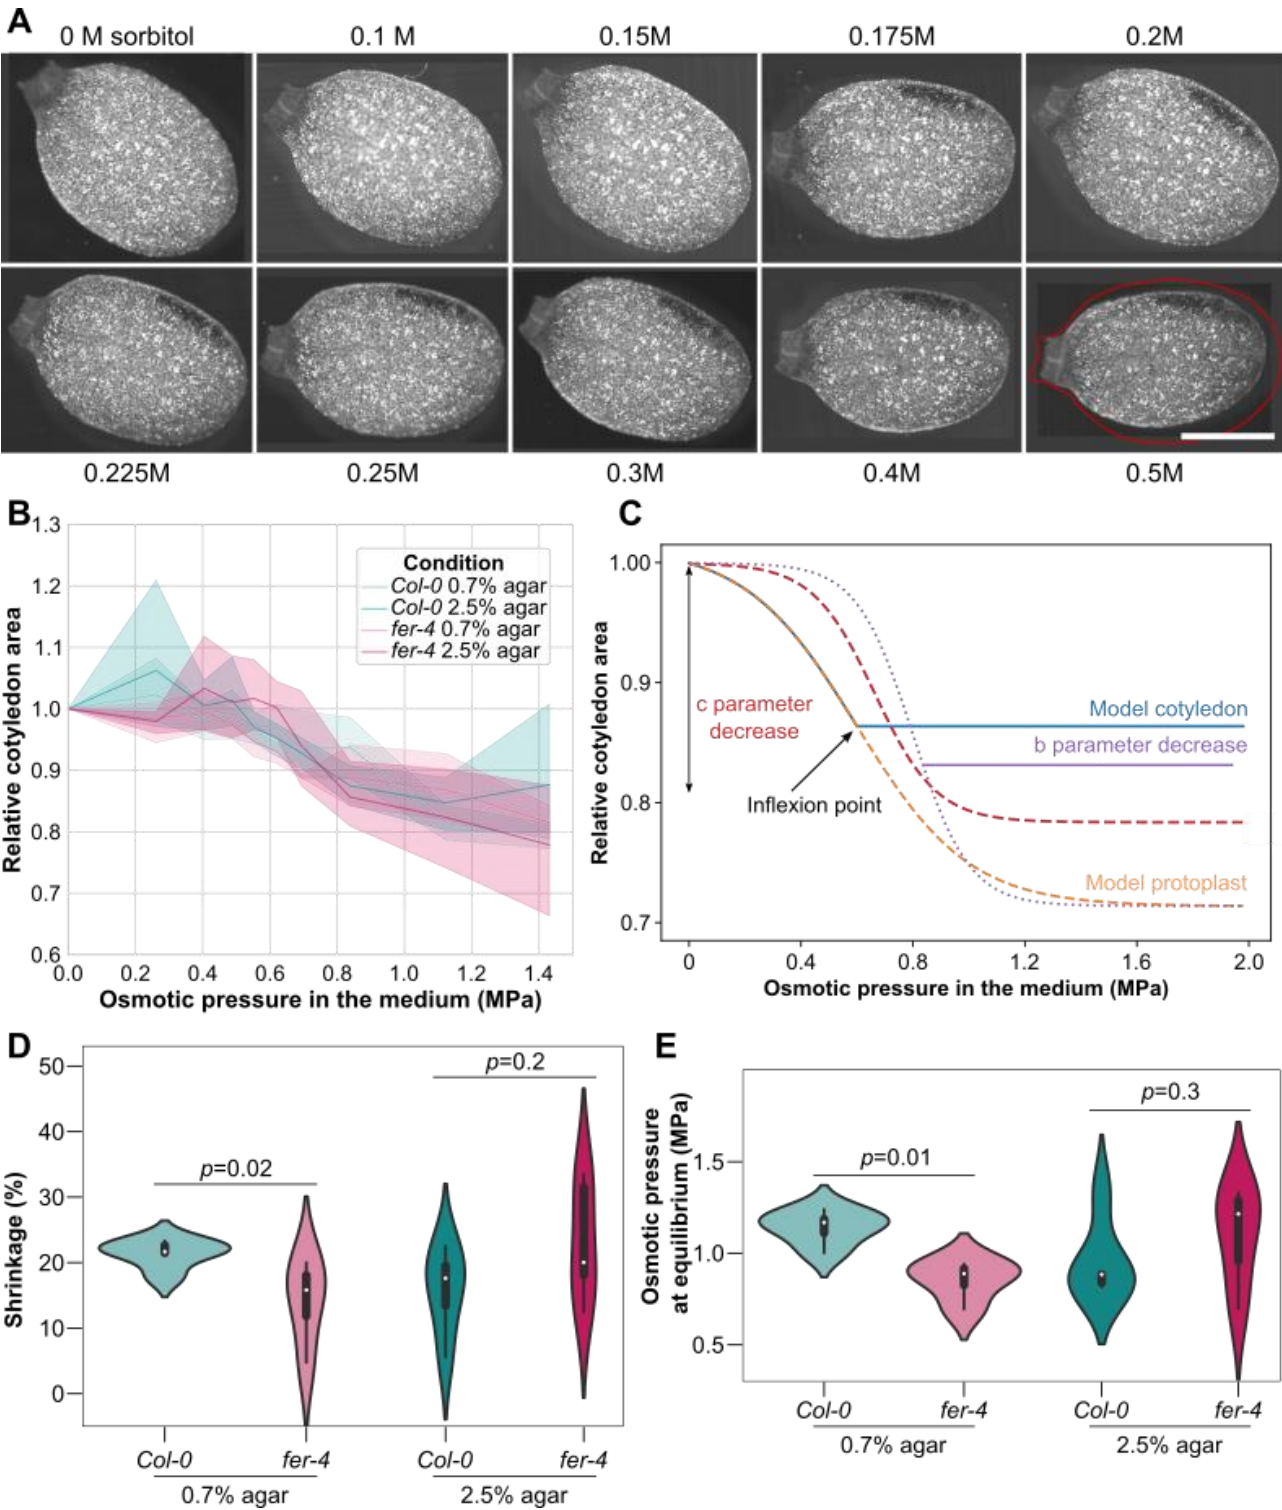 A
0 M sorbitol
0.1 M
0.15M
0.175M
0.2M
0.225M
0.25M
0.3M
0.4M
0.5M
B
1.3
1.2
1.1
1.0
0.9
0.8
0.7
0.6
Relative cotyledon area
Condition
Col-0 0.7% agar
Col-0 2.5% agar
fer-4 0.7% agar
fer-4 2.5% agar
0.0
0.2
0.4
0.6
0.8
1.0
1.2
1.4
Osmotic pressure in the medium (MPa)
C
1.00
0.9
0.8
0.7
Relative cotyledon area
c parameter
decrease
Inflexion point
Model cotyledon
b parameter decrease
Model protoplast
0
0.4
0.8
1.2
1.6
2.0
Osmotic pressure in the medium (MPa)
D
50
40
30
20
10
0
Shrinkage (%)
p=0.02
p=0.2
Col-0
fer-4
Col-0
fer-4
0.7% agar
2.5% agar
E
Osmotic pressure
at equilibrium (MPa)
1.5
1.0
0.5
p=0.01
p=0.3
Col-0
fer-4
Col-0
fer-4
0.7% agar
2.5% agar